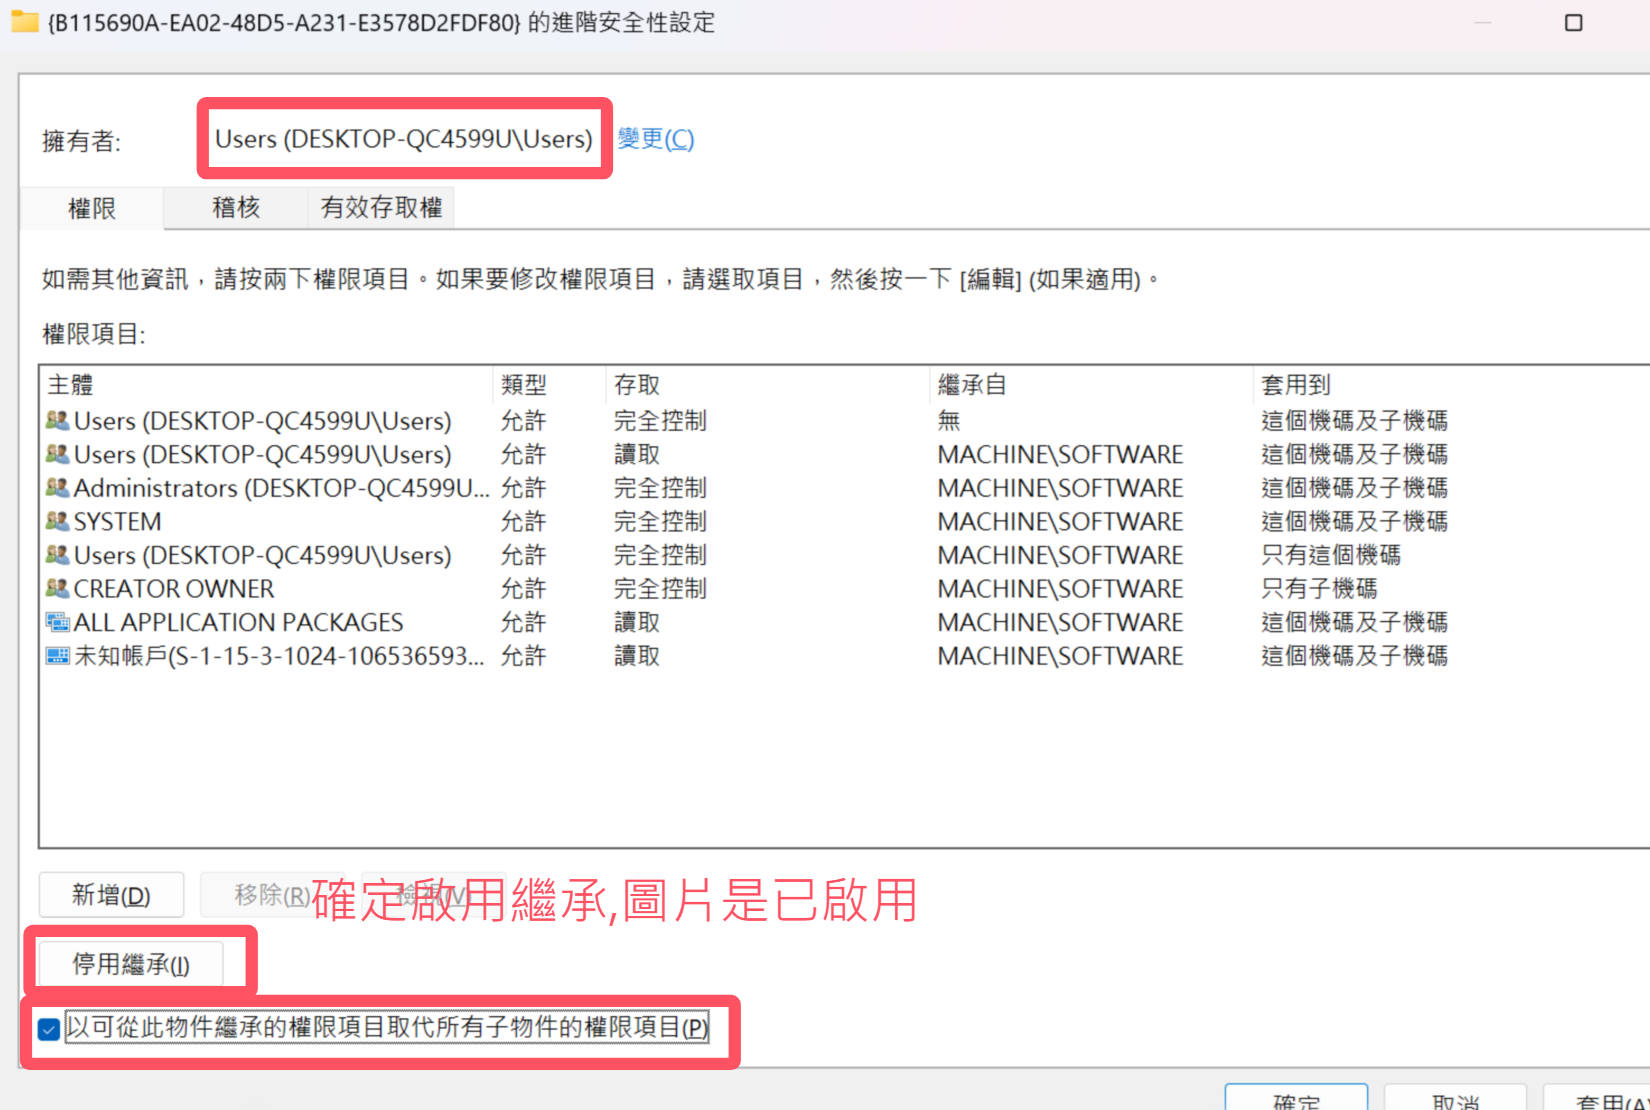 {B115690A-EA02-48D5-A231-E3578D2FDF80} 的進階安全性設定
擁有者: Users (DESKTOP-QC4599U\Users) 變更(C)
權限 稽核 有效存取權
如需其他資訊，請按兩下權限項目。如果要修改權限項目，請選取項目，然後按一下 [編輯] (如果適用)。
權限項目:
主體 類型 存取 繼承自 套用到
Users (DESKTOP-QC4599U\Users) 允許 完全控制 無 這個機碼及子機碼
Users (DESKTOP-QC4599U\Users) 允許 讀取 MACHINE\SOFTWARE 這個機碼及子機碼
Administrators (DESKTOP-QC4599U... 允許 完全控制 MACHINE\SOFTWARE 這個機碼及子機碼
SYSTEM 允許 完全控制 MACHINE\SOFTWARE 這個機碼及子機碼
Users (DESKTOP-QC4599U\Users) 允許 完全控制 MACHINE\SOFTWARE 只有這個機碼
CREATOR OWNER 允許 完全控制 MACHINE\SOFTWARE 只有子機碼
ALL APPLICATION PACKAGES 允許 讀取 MACHINE\SOFTWARE 這個機碼及子機碼
未知帳戶(S-1-15-3-1024-106536593... 允許 讀取 MACHINE\SOFTWARE 這個機碼及子機碼
新增(D) 移除(R) 檢視(V)
確定啟用繼承,圖片是已啟用
停用繼承(I)
以可從此物件繼承的權限項目取代所有子物件的權限項目(P)
確定 取消 套用(A)